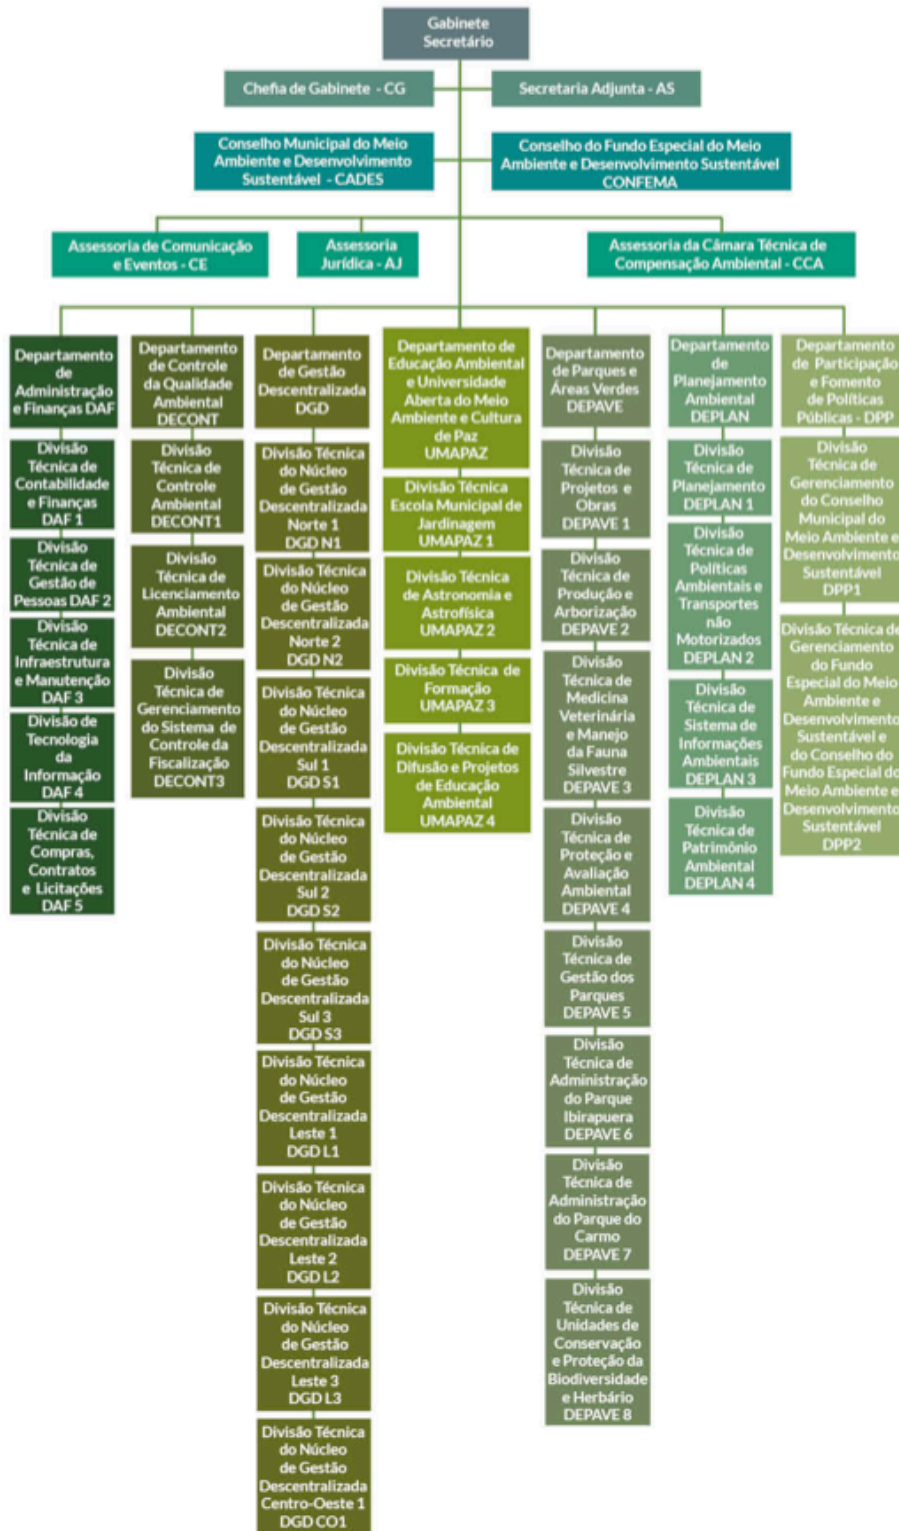 Gabinete
Secretário
Chefia de Gabinete - CG
Secretaria Adjunta - AS
Conselho Municipal do Meio
Ambiente e Desenvolvimento
Sustentável - CADES
Conselho do Fundo Especial do Meio
Ambiente e Desenvolvimento Sustentável
CONFEMA
Assessoria de Comunicação
e Eventos - CE
Assessoria
Jurídica - AJ
Assessoria da Câmara Técnica de
Compensação Ambiental - CCA
Departamento
de
Administração
e Finanças DAF
Divisão
Técnica de
Contabilidade
e Finanças
DAF 1
Divisão
Técnica de
Gestão de
Pessoas DAF 2
Divisão
Técnica de
Infraestrutura
e Manutenção
DAF 3
Divisão de
Tecnologia
da
Informação
DAF 4
Divisão
Técnica de
Compras,
Contratos
e Licitações
DAF 5
Departamento
de Controle
da Qualidade
Ambiental
DECONT
Divisão
Técnica de
Controle
Ambiental
DECONT1
Divisão
Técnica de
Licenciamento
Ambiental
DECONT2
Divisão
Técnica de
Gerenciamento
do Sistema de
Controle da
Fiscalização
DECONT3
Departamento
de Gestão
Descentralizada
DGD
Divisão Técnica
do Núcleo
de Gestão
Descentralizada
Norte 1
DGD N1
Divisão Técnica
do Núcleo
de Gestão
Descentralizada
Norte 2
DGD N2
Divisão Técnica
do Núcleo
de Gestão
Descentralizada
Sul 1
DGD S1
Divisão Técnica
do Núcleo
de Gestão
Descentralizada
Sul 2
DGD S2
Divisão Técnica
do Núcleo
de Gestão
Descentralizada
Sul 3
DGD S3
Divisão Técnica
do Núcleo
de Gestão
Descentralizada
Leste 1
DGD L1
Divisão Técnica
do Núcleo
de Gestão
Descentralizada
Leste 2
DGD L2
Divisão Técnica
do Núcleo
de Gestão
Descentralizada
Leste 3
DGD L3
Divisão Técnica
do Núcleo
de Gestão
Descentralizada
Centro-Oeste 1
DGD CO1
Departamento de
Educação Ambiental
e Universidade
Aberta do Meio
Ambiente e Cultura
de Paz
UMAPAZ
Divisão Técnica
Escola Municipal de
Jardinagem
UMAPAZ 1
Divisão Técnica
de Astronomia e
Astrofísica
UMAPAZ 2
Divisão Técnica de
Formação
UMAPAZ 3
Divisão Técnica de
Difusão e Projetos
de Educação
Ambiental
UMAPAZ 4
Departamento
de Parques e
Áreas Verdes
DEPAVE
Divisão
Técnica de
Projetos e
Obras
DEPAVE 1
Divisão
Técnica de
Produção e
Arborização
DEPAVE 2
Divisão
Técnica de
Medicina
Veterinária
e Manejo
da Fauna
Silvestre
DEPAVE 3
Divisão
Técnica de
Proteção e
Avaliação
Ambiental
DEPAVE 4
Divisão
Técnica de
Gestão dos
Parques
DEPAVE 5
Divisão
Técnica de
Administração
do Parque
Ibirapuera
DEPAVE 6
Divisão
Técnica de
Administração
do Parque do
Carmo
DEPAVE 7
Divisão
Técnica de
Unidades de
Conservação
e Proteção da
Biodiversidade
e Herbário
DEPAVE 8
Departamento
de
Planejamento
Ambiental
DEPLAN
Divisão
Técnica de
Planejamento
DEPLAN 1
Divisão
Técnica de
Políticas
Ambientais e
Transportes
não
Motorizados
DEPLAN 2
Divisão
Técnica de
Sistema de
Informações
Ambientais
DEPLAN 3
Divisão
Técnica de
Patrimônio
Ambiental
DEPLAN 4
Departamento
de Participação
e Fomento
de Políticas
Públicas - DPP
Divisão
Técnica de
Gerenciamento
do Conselho
Municipal do
Meio Ambiente e
Desenvolvimento
Sustentável
DPP1
Divisão Técnica de
Gerenciamento
do Fundo
Especial do Meio
Ambiente e
Desenvolvimento
Sustentável e
do Conselho do
Fundo Especial do
Meio Ambiente e
Desenvolvimento
Sustentável
DPP2